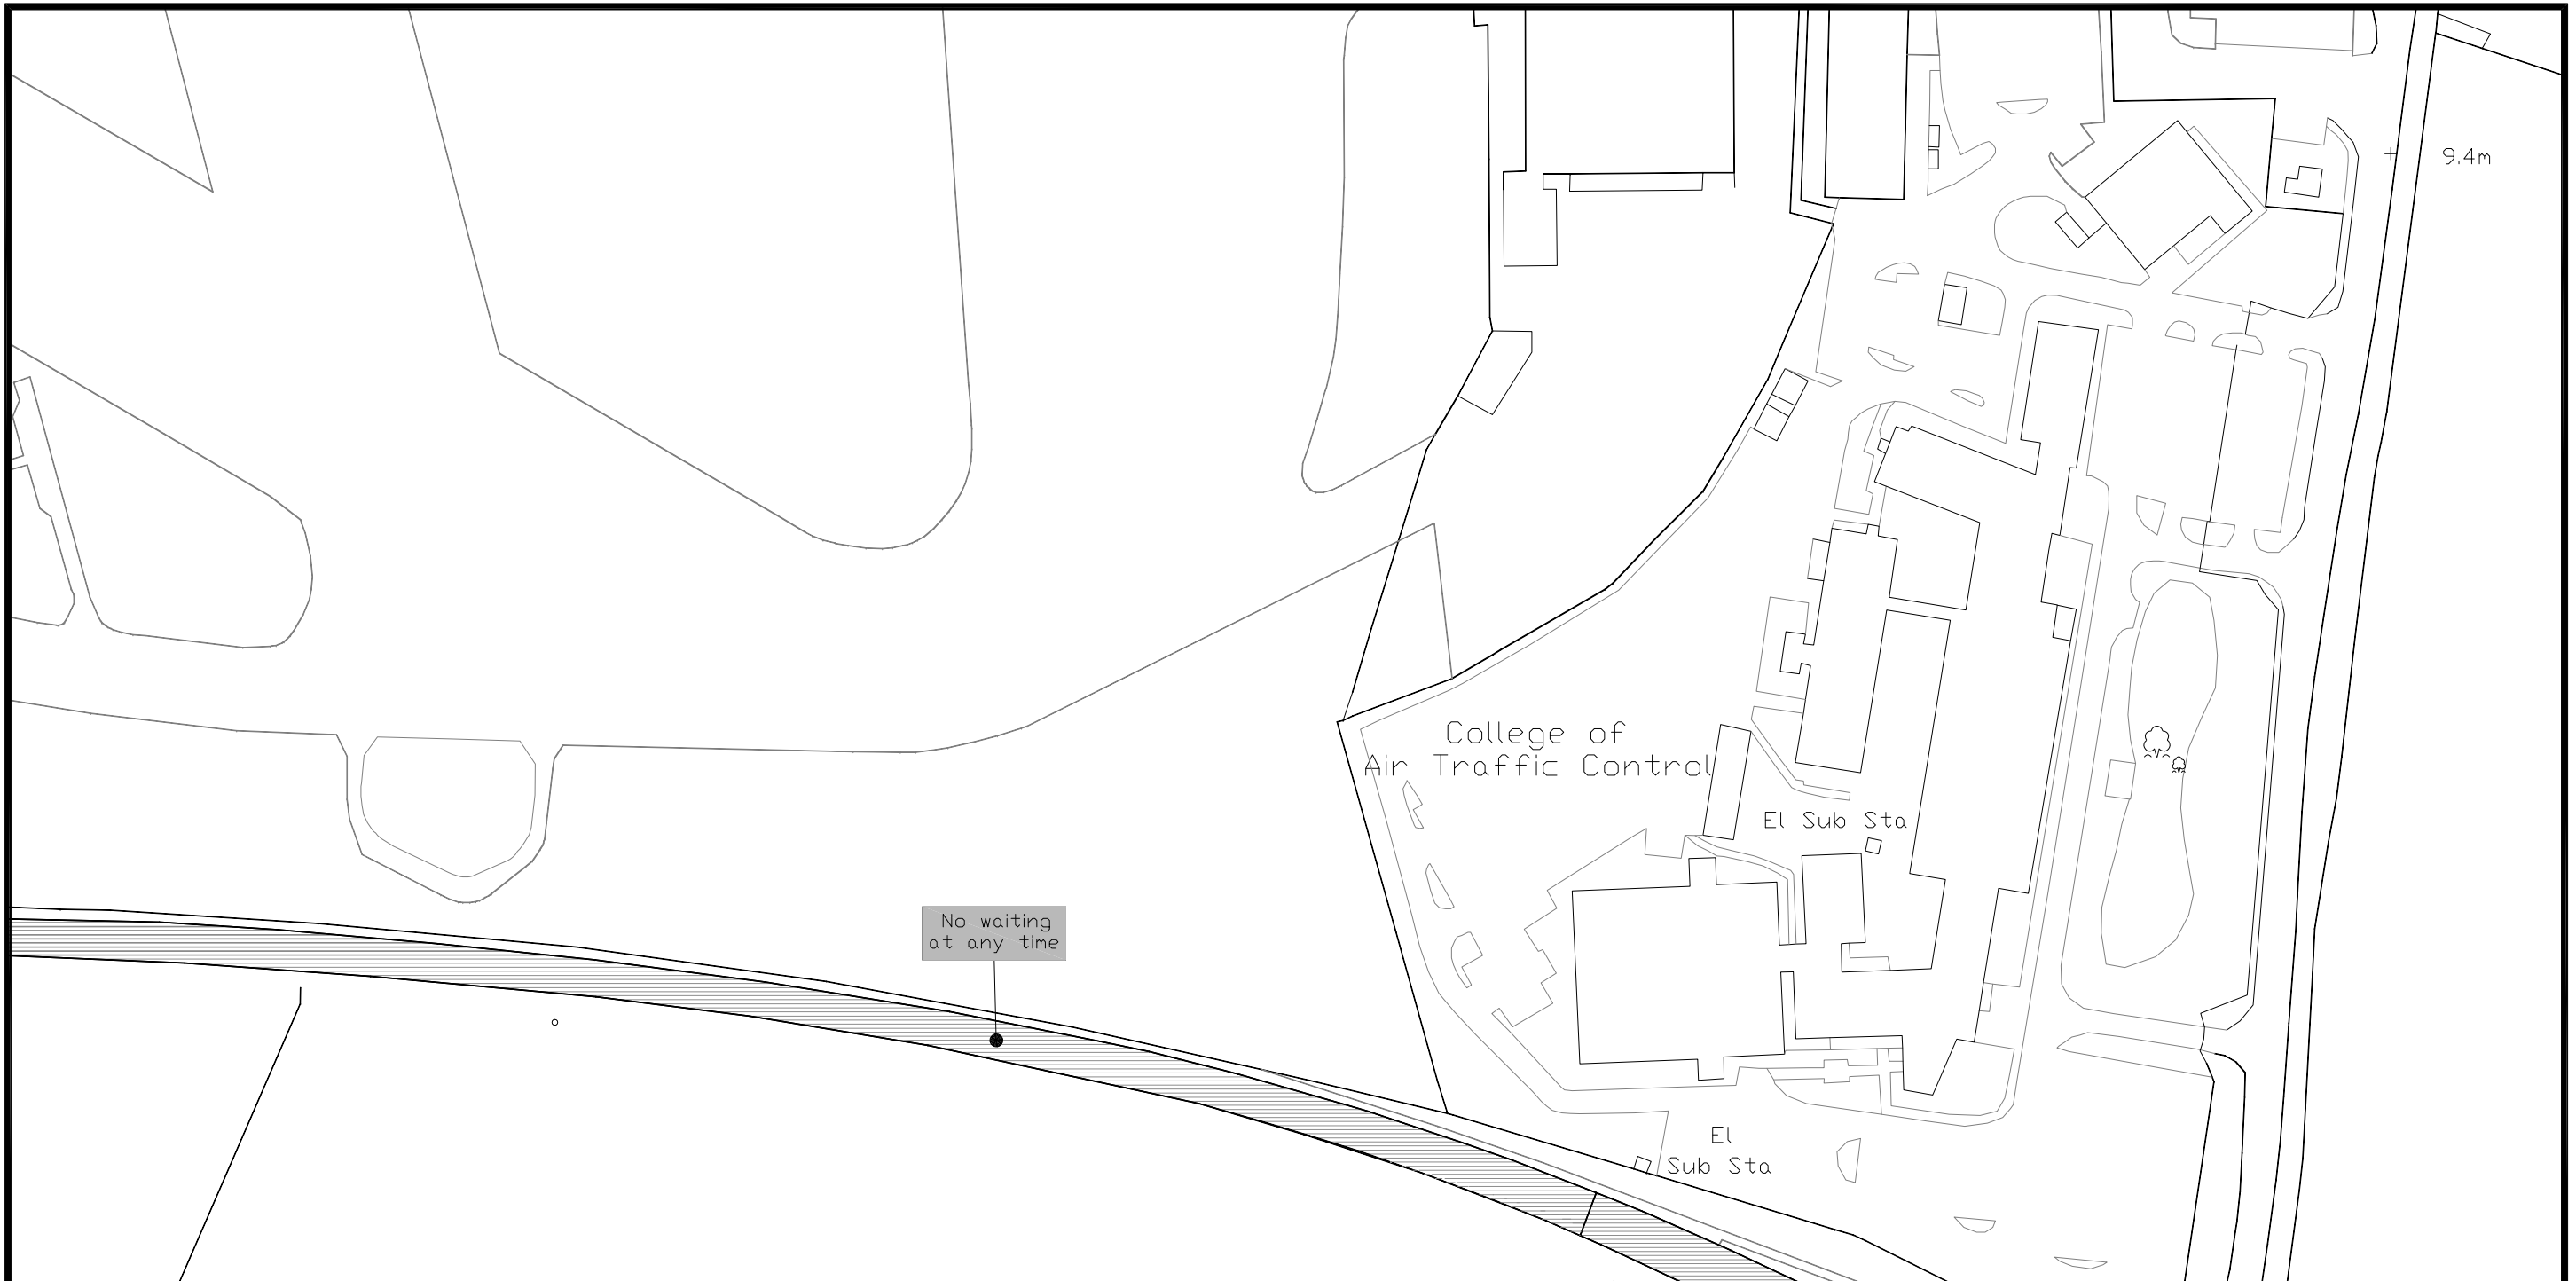 9.4m
College of
Air Traffic Control
El Sub Sta
No waiting
at any time
El
Sub Sta